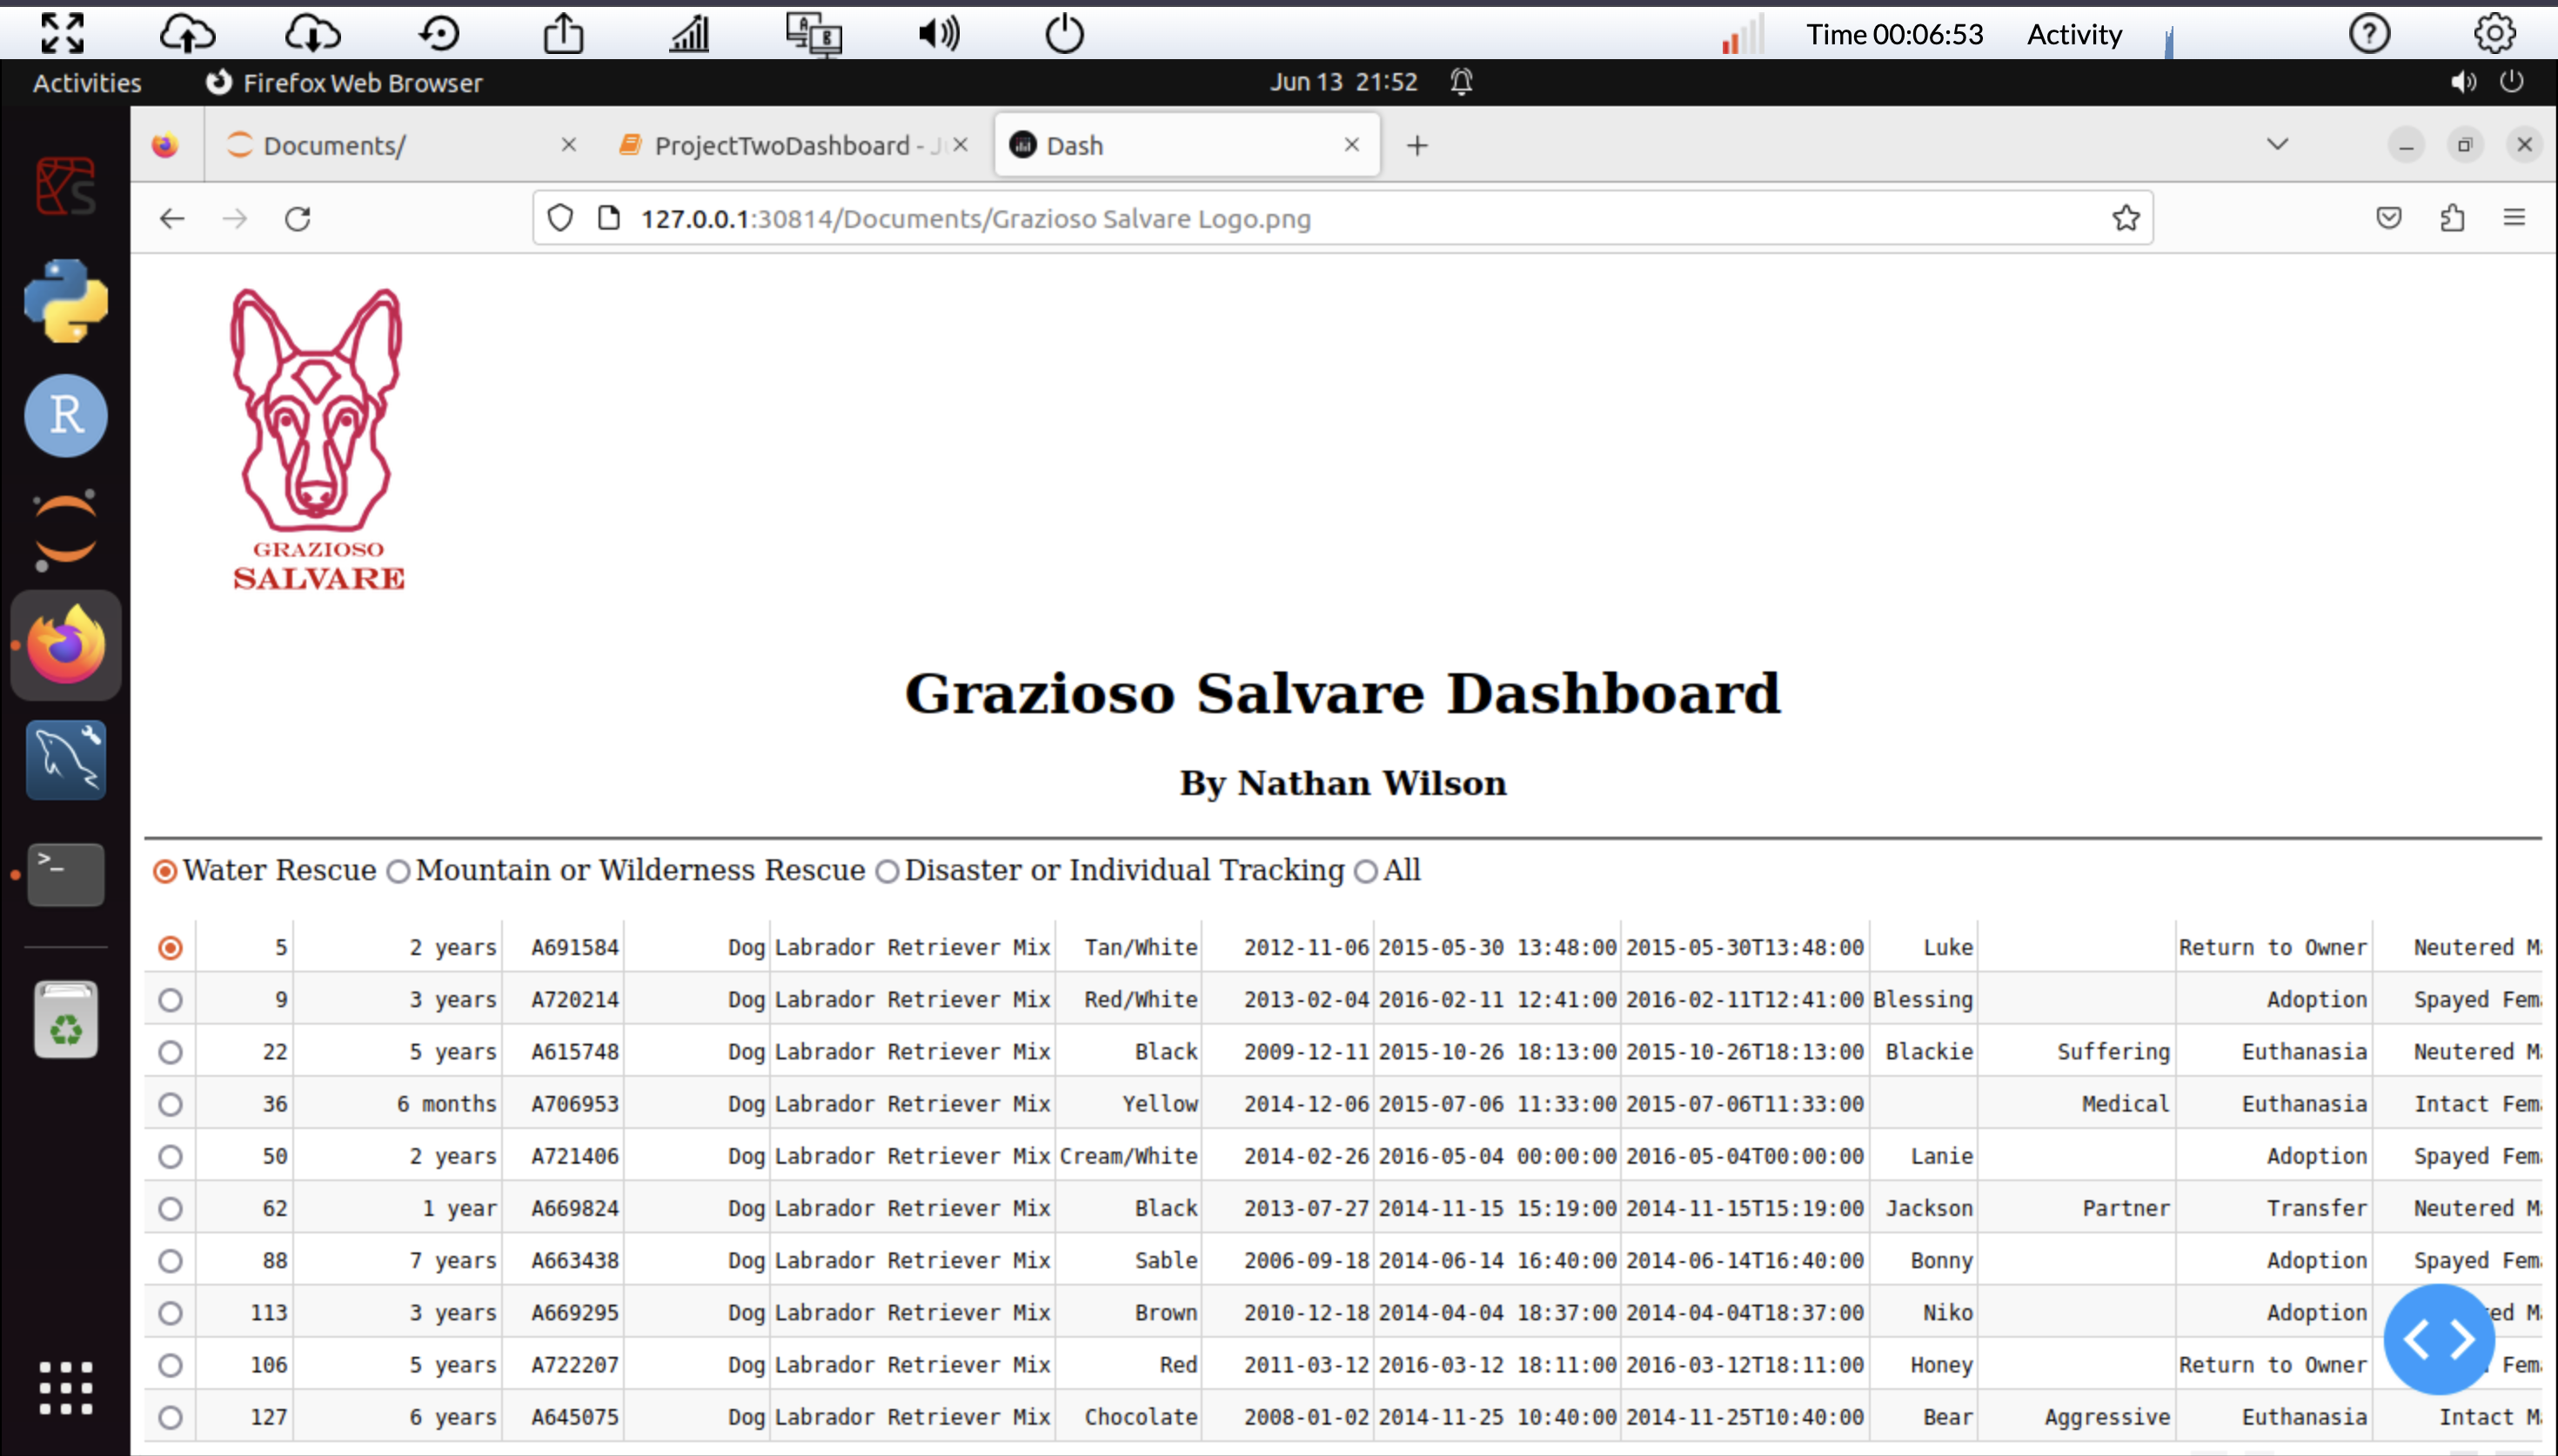 Time 00:06:53 Activity
Activities Firefox Web Browser Jun 13 21:52
Documents/ ProjectTwoDashboard - Dash
127.0.0.1:30814/Documents/Grazioso Salvare Logo.png
R
GRAZIOSO
SALVARE
Grazioso Salvare Dashboard
By Nathan Wilson
Water Rescue Mountain or Wilderness Rescue Disaster or Individual Tracking All
5 2 years A691584 Dog Labrador Retriever Mix Tan/White 2012-11-06 2015-05-30 13:48:00 2015-05-30T13:48:00 Luke Return to Owner Neutered M
9 3 years A720214 Dog Labrador Retriever Mix Red/White 2013-02-04 2016-02-11 12:41:00 2016-02-11T12:41:00 Blessing Adoption Spayed Fem
22 5 years A615748 Dog Labrador Retriever Mix Black 2009-12-11 2015-10-26 18:13:00 2015-10-26T18:13:00 Blackie Suffering Euthanasia Neutered M
36 6 months A706953 Dog Labrador Retriever Mix Yellow 2014-12-06 2015-07-06 11:33:00 2015-07-06T11:33:00 Medical Euthanasia Intact Fem
50 2 years A721406 Dog Labrador Retriever Mix Cream/White 2014-02-26 2016-05-04 00:00:00 2016-05-04T00:00:00 Lanie Adoption Spayed Fem
62 1 year A669824 Dog Labrador Retriever Mix Black 2013-07-27 2014-11-15 15:19:00 2014-11-15T15:19:00 Jackson Partner Transfer Neutered M
88 7 years A663438 Dog Labrador Retriever Mix Sable 2006-09-18 2014-06-14 16:40:00 2014-06-14T16:40:00 Bonny Adoption Spayed Fem
113 3 years A669295 Dog Labrador Retriever Mix Brown 2010-12-18 2014-04-04 18:37:00 2014-04-04T18:37:00 Niko Adoption ed M
106 5 years A722207 Dog Labrador Retriever Mix Red 2011-03-12 2016-03-12 18:11:00 2016-03-12T18:11:00 Honey Return to Owner Fem
127 6 years A645075 Dog Labrador Retriever Mix Chocolate 2008-01-02 2014-11-25 10:40:00 2014-11-25T10:40:00 Bear Aggressive Euthanasia Intact M